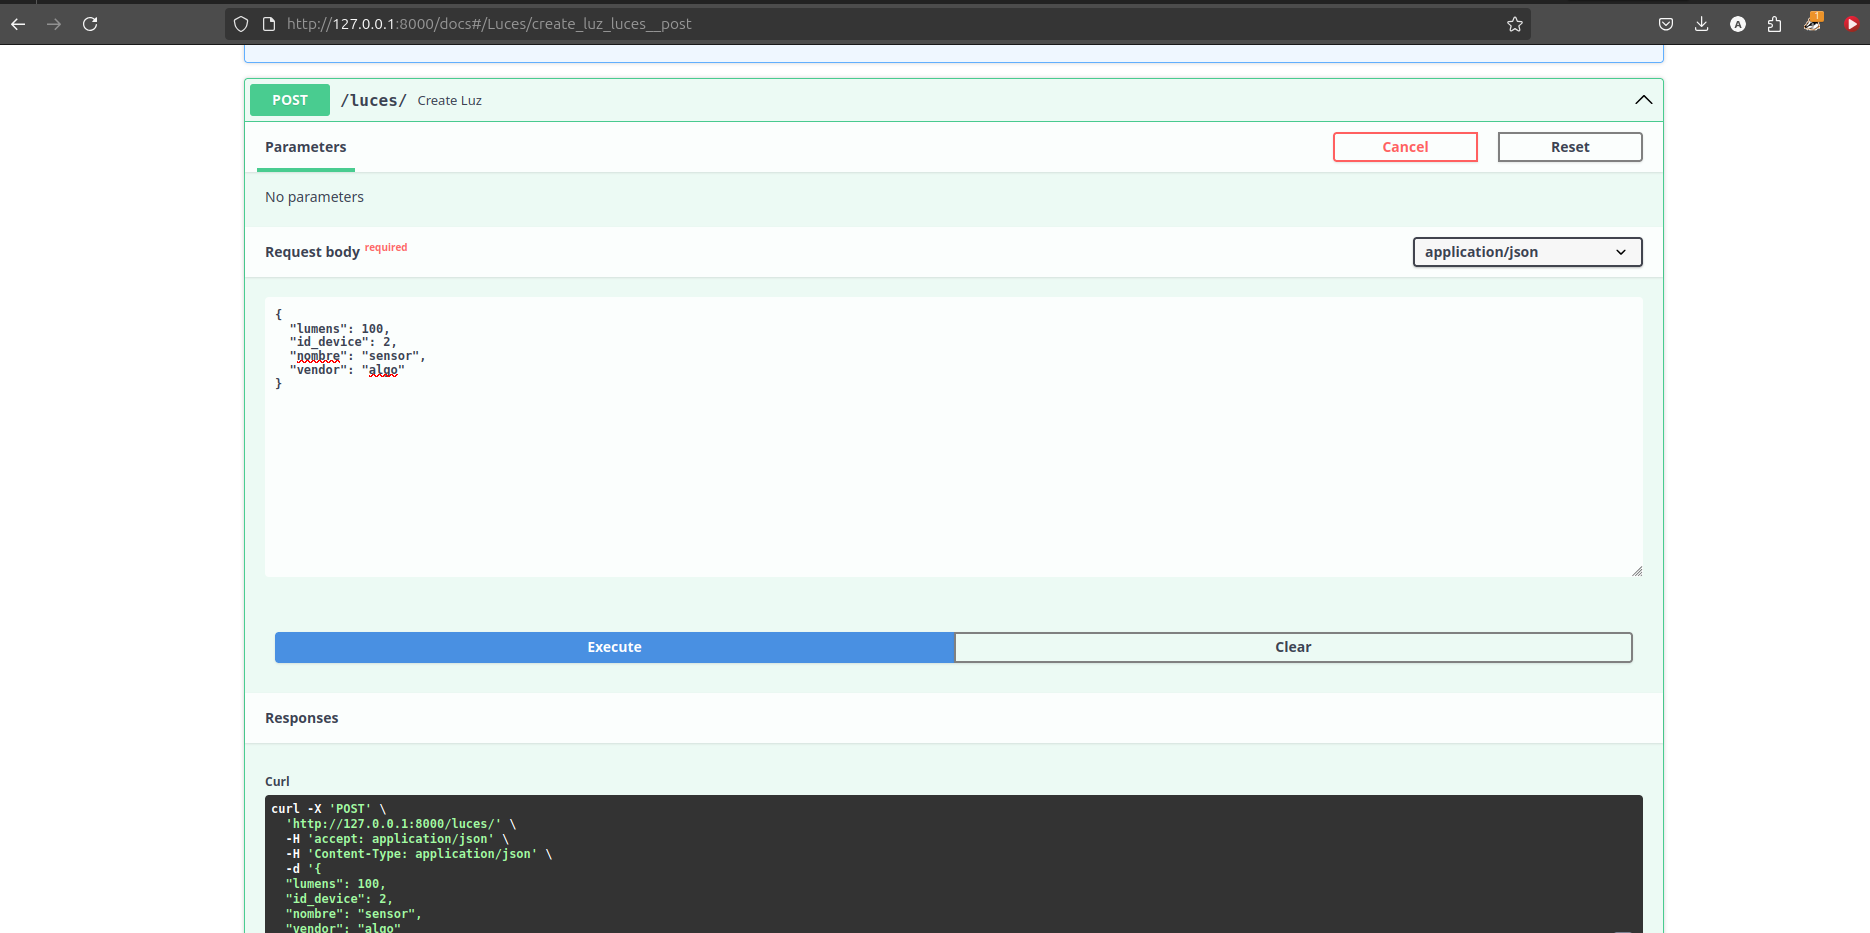 http://127.0.0.1:8000/docs#/Luces/create_luz_luces__post
A
1
POST /luces/ Create Luz
Parameters
Cancel
Reset
No parameters
Request body required
application/json
{
  "lumens": 100,
  "id_device": 2,
  "nombre": "sensor",
  "vendor": "algo"
}
Execute
Clear
Responses
Curl
curl -X 'POST' \
  'http://127.0.0.1:8000/luces/' \
  -H 'accept: application/json' \
  -H 'Content-Type: application/json' \
  -d '{
  "lumens": 100,
  "id_device": 2,
  "nombre": "sensor",
  "vendor": "algo"